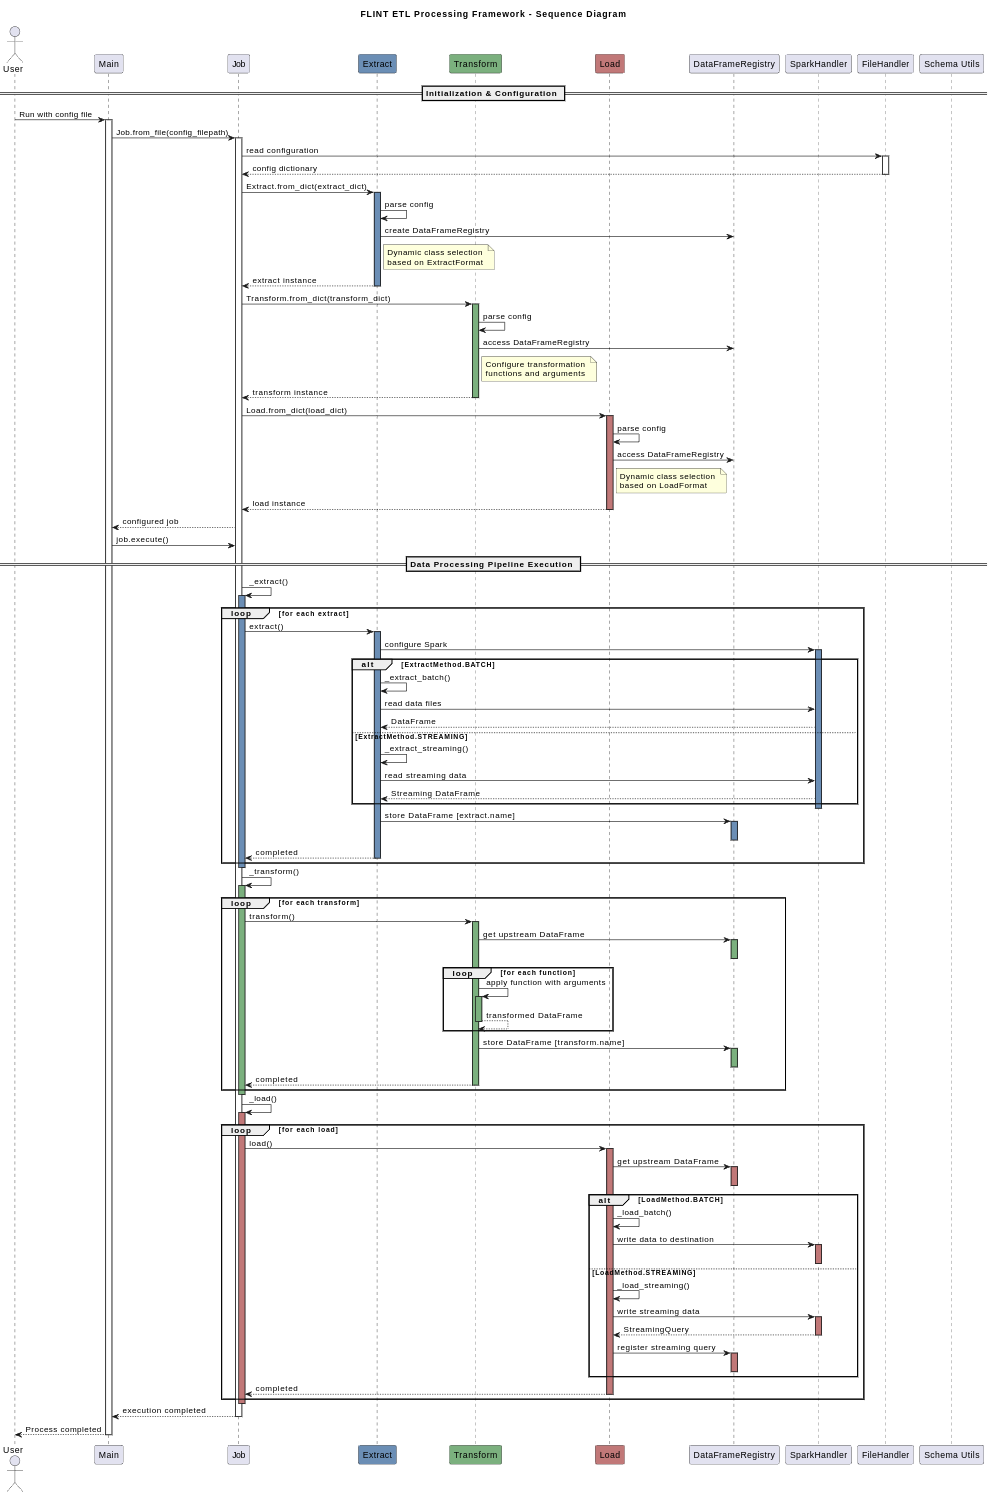 FLINT ETL Processing Framework - Sequence Diagram
User
Main
Job
Extract
Transform
Load
DataFrameRegistry
SparkHandler
FileHandler
Schema Utils
Initialization & Configuration
Run with config file
Job.from_file(config_filepath)
read configuration
config dictionary
Extract.from_dict(extract_dict)
parse config
create DataFrameRegistry
Dynamic class selection
based on ExtractFormat
extract instance
Transform.from_dict(transform_dict)
parse config
access DataFrameRegistry
Configure transformation
functions and arguments
transform instance
Load.from_dict(load_dict)
parse config
access DataFrameRegistry
Dynamic class selection
based on LoadFormat
load instance
configured job
job.execute()
Data Processing Pipeline Execution
_extract()
loop [for each extract]
extract()
configure Spark
alt [ExtractMethod.BATCH]
_extract_batch()
read data files
DataFrame
[ExtractMethod.STREAMING]
_extract_streaming()
read streaming data
Streaming DataFrame
store DataFrame [extract.name]
completed
_transform()
loop [for each transform]
transform()
get upstream DataFrame
loop [for each function]
apply function with arguments
transformed DataFrame
store DataFrame [transform.name]
completed
_load()
loop [for each load]
load()
get upstream DataFrame
alt [LoadMethod.BATCH]
_load_batch()
write data to destination
[LoadMethod.STREAMING]
_load_streaming()
write streaming data
StreamingQuery
register streaming query
completed
execution completed
Process completed
User
Main
Job
Extract
Transform
Load
DataFrameRegistry
SparkHandler
FileHandler
Schema Utils